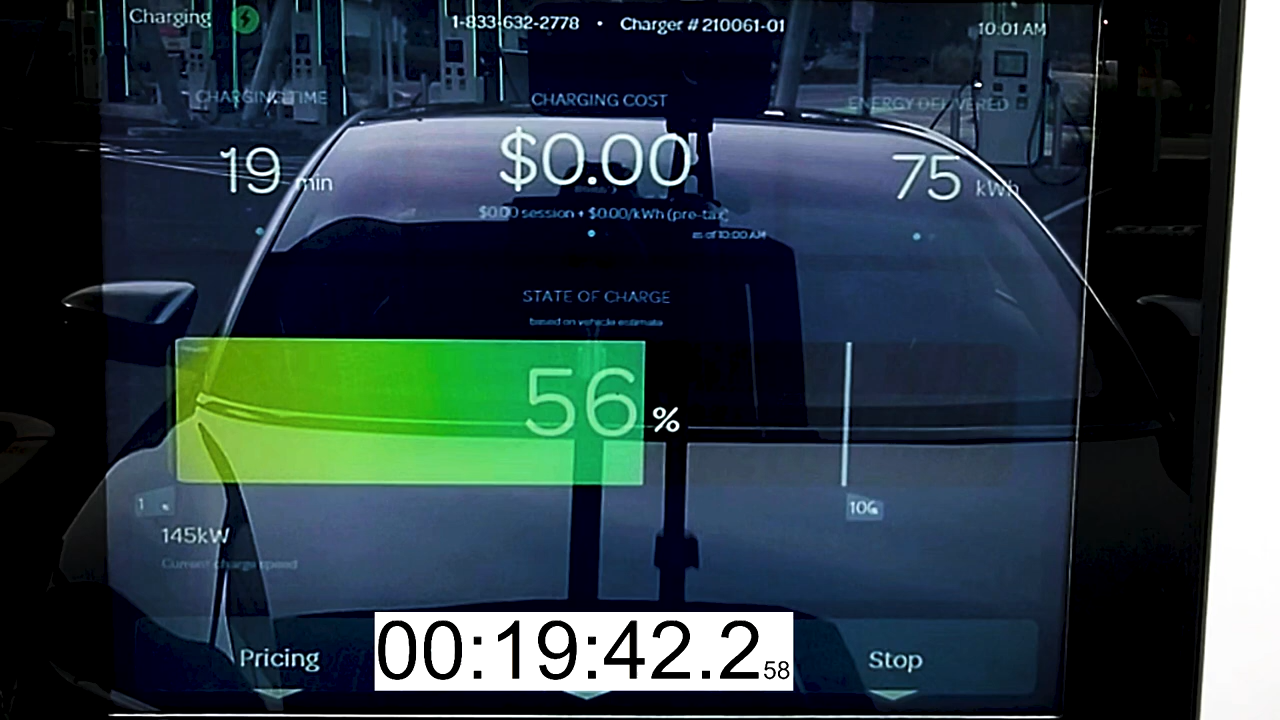 Charging
1-833-632-2778 • Charger # 210061-01
10:01 AM
CHARGING TIME
CHARGING COST
ENERGY DELIVERED
19 min
$0.00
75 kWh
$0.00 session + $0.00/kWh (pre-tax)
as of 10:00 AM
STATE OF CHARGE
based on vehicle estimate
56 %
1
145kW
Current charge speed
Pricing
00:19:42.258
Stop